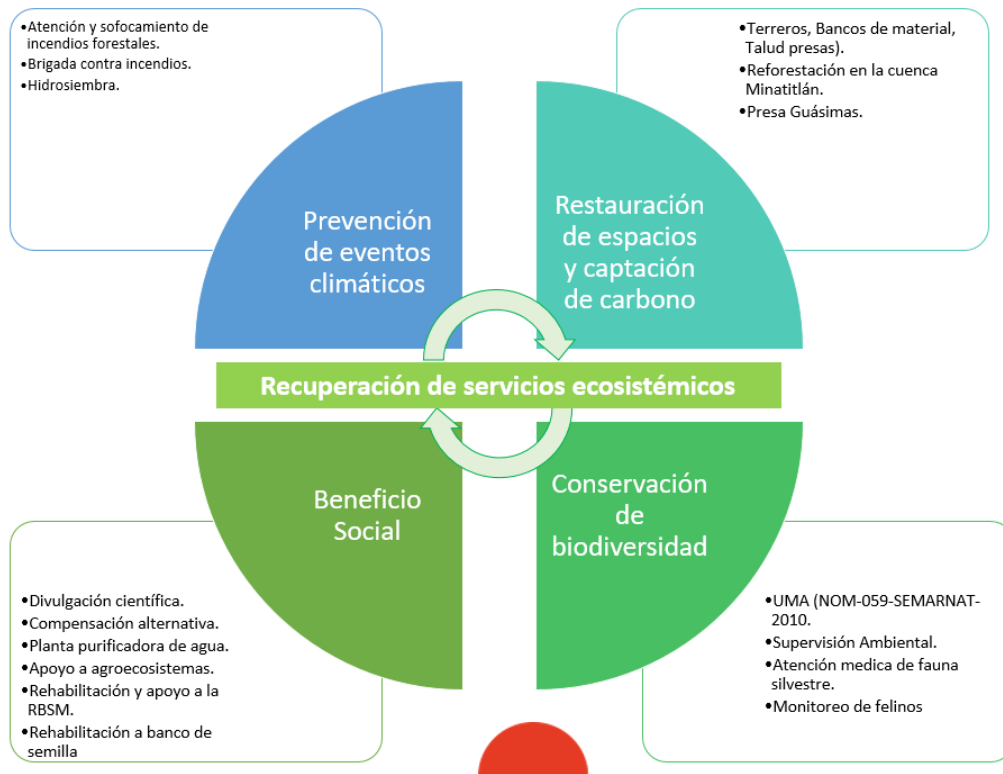 •Atención y sofocamiento de
incendios forestales.
•Brigada contra incendios.
•Hidrosiembra.
•Terreros, Bancos de material,
Talud presas).
•Reforestación en la cuenca
Minatitlán.
•Presa Guásimas.
Prevención
de eventos
climáticos
Restauración
de espacios
y captación
de carbono
Recuperación de servicios ecosistémicos
Beneficio
Social
Conservación
de
biodiversidad
•Divulgación científica.
•Compensación alternativa.
•Planta purificadora de agua.
•Apoyo a agroecosistemas.
•Rehabilitación y apoyo a la
RBSM.
•Rehabilitación a banco de
semilla
•UMA (NOM-059-SEMARNAT-
2010.
•Supervisión Ambiental.
•Atención medica de fauna
silvestre.
•Monitoreo de felinos